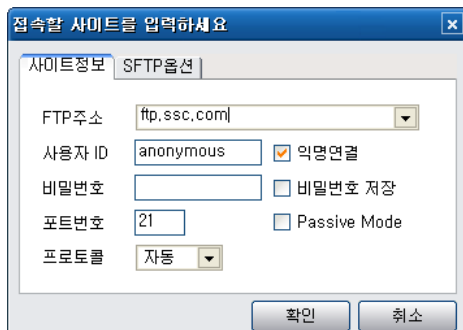 접속할 사이트를 입력하세요
사이트정보 SFTP옵션
FTP주소 ftp.ssc.com
사용자 ID anonymous 익명연결
비밀번호 비밀번호 저장
포트번호 21 Passive Mode
프로토콜 자동
확인 취소